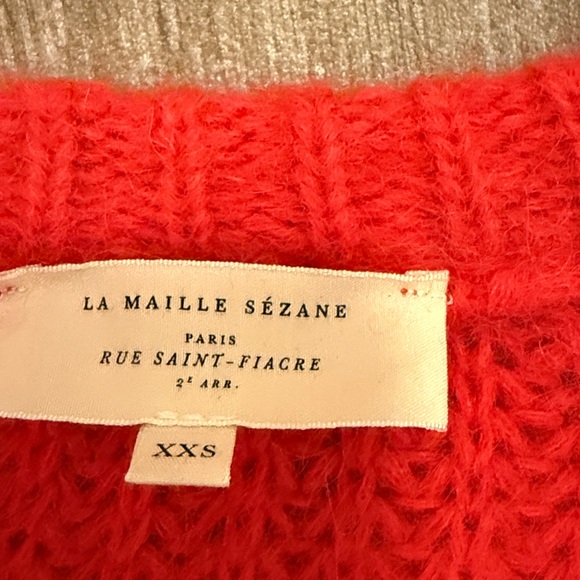 LA MAILLE SÉZANE
PARIS
RUE SAINT-FIACRE
2E ARR.
XXS